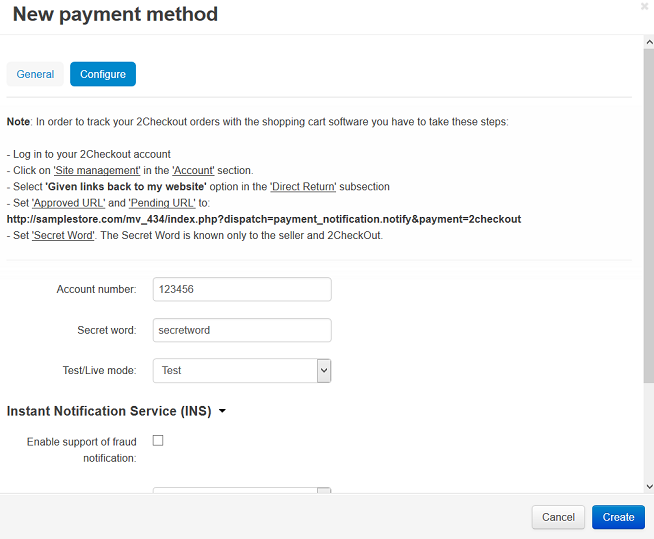 New payment method
General
Configure
Note: In order to track your 2Checkout orders with the shopping cart software you have to take these steps:
- Log in to your 2Checkout account
- Click on 'Site management' in the 'Account' section.
- Select 'Given links back to my website' option in the 'Direct Return' subsection
- Set 'Approved URL' and 'Pending URL' to:
http://samplestore.com/mv_434/index.php?dispatch=payment_notification.notify&payment=2checkout
- Set 'Secret Word'. The Secret Word is known only to the seller and 2CheckOut.
Account number: 123456
Secret word: secretword
Test/Live mode: Test
Instant Notification Service (INS)
Enable support of fraud
notification:
Cancel
Create